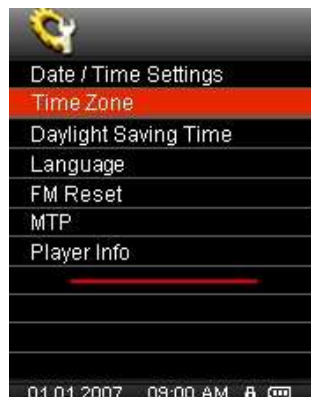 Date / Time Settings
Time Zone
Daylight Saving Time
Language
FM Reset
MTP
Player Info
01.01.2007 09:00 AM